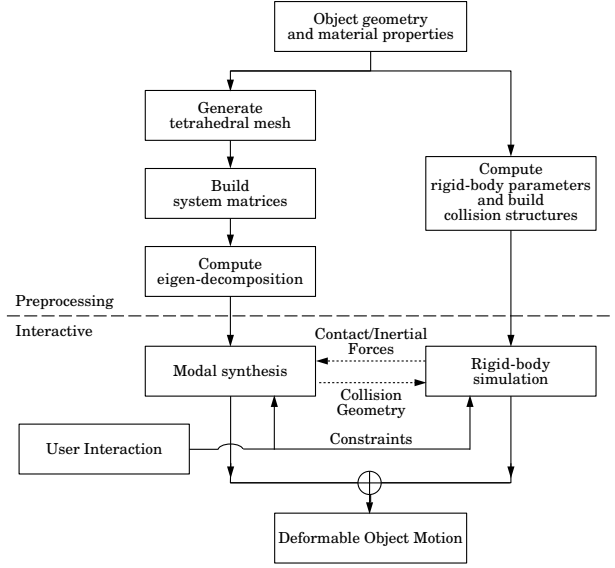 Object geometry
and material properties
Generate
tetrahedral mesh
Build
system matrices
Compute
rigid-body parameters
and build
collision structures
Compute
eigen-decomposition
Preprocessing
Interactive
Contact/Inertial
Forces
Modal synthesis
Rigid-body
simulation
Collision
Geometry
User Interaction
Constraints
Deformable Object Motion